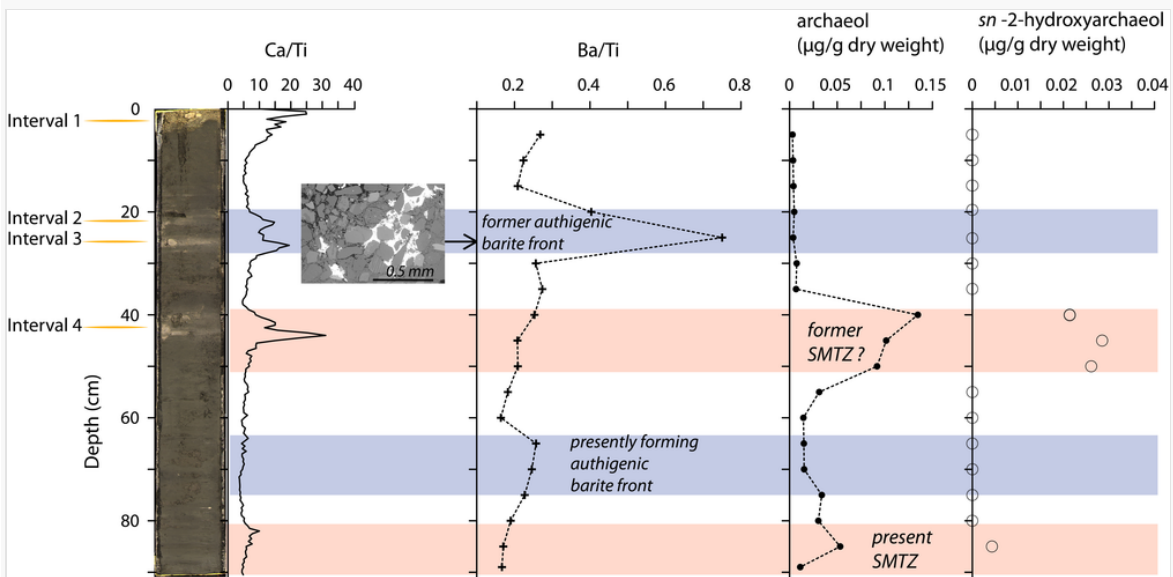 Ca/Ti
Ba/Ti
archaeol
(µg/g dry weight)
sn -2-hydroxyarchaeol
(µg/g dry weight)
0 10 20 30 40
0.2 0.4 0.6 0.8
0 0.05 0.1 0.15
0 0.01 0.02 0.03 0.04
0
Interval 1
20
Interval 2
Interval 3
former authigenic
barite front
0.5 mm
40
Interval 4
former
SMTZ ?
Depth (cm)
60
presently forming
authigenic
barite front
80
present
SMTZ